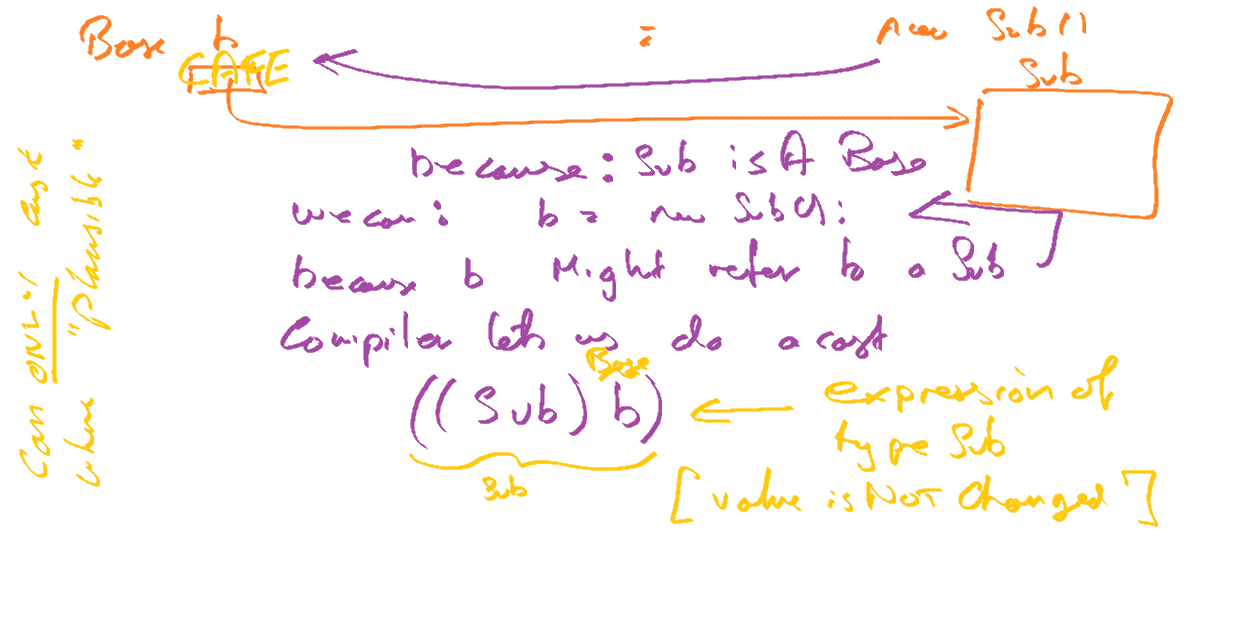 Base b = new Sub()
CAFE
Sub
because: Sub isA Base
we can: b = new Sub();
because b Might refer to a Sub
Compiler lets us do a cast
Base
((Sub) b)
expression of
type Sub
Sub
[value is NOT Changed]
Can ONLY cast
when "plausible"